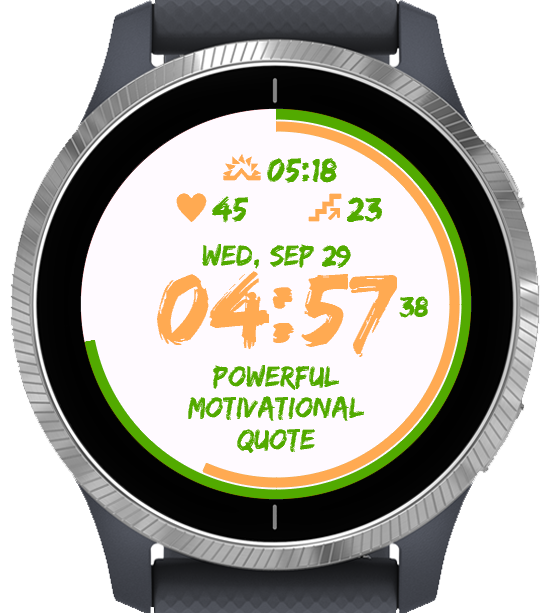 05:18
45 23
WED, SEP 29
04:57 38
POWERFUL
MOTIVATIONAL
QUOTE